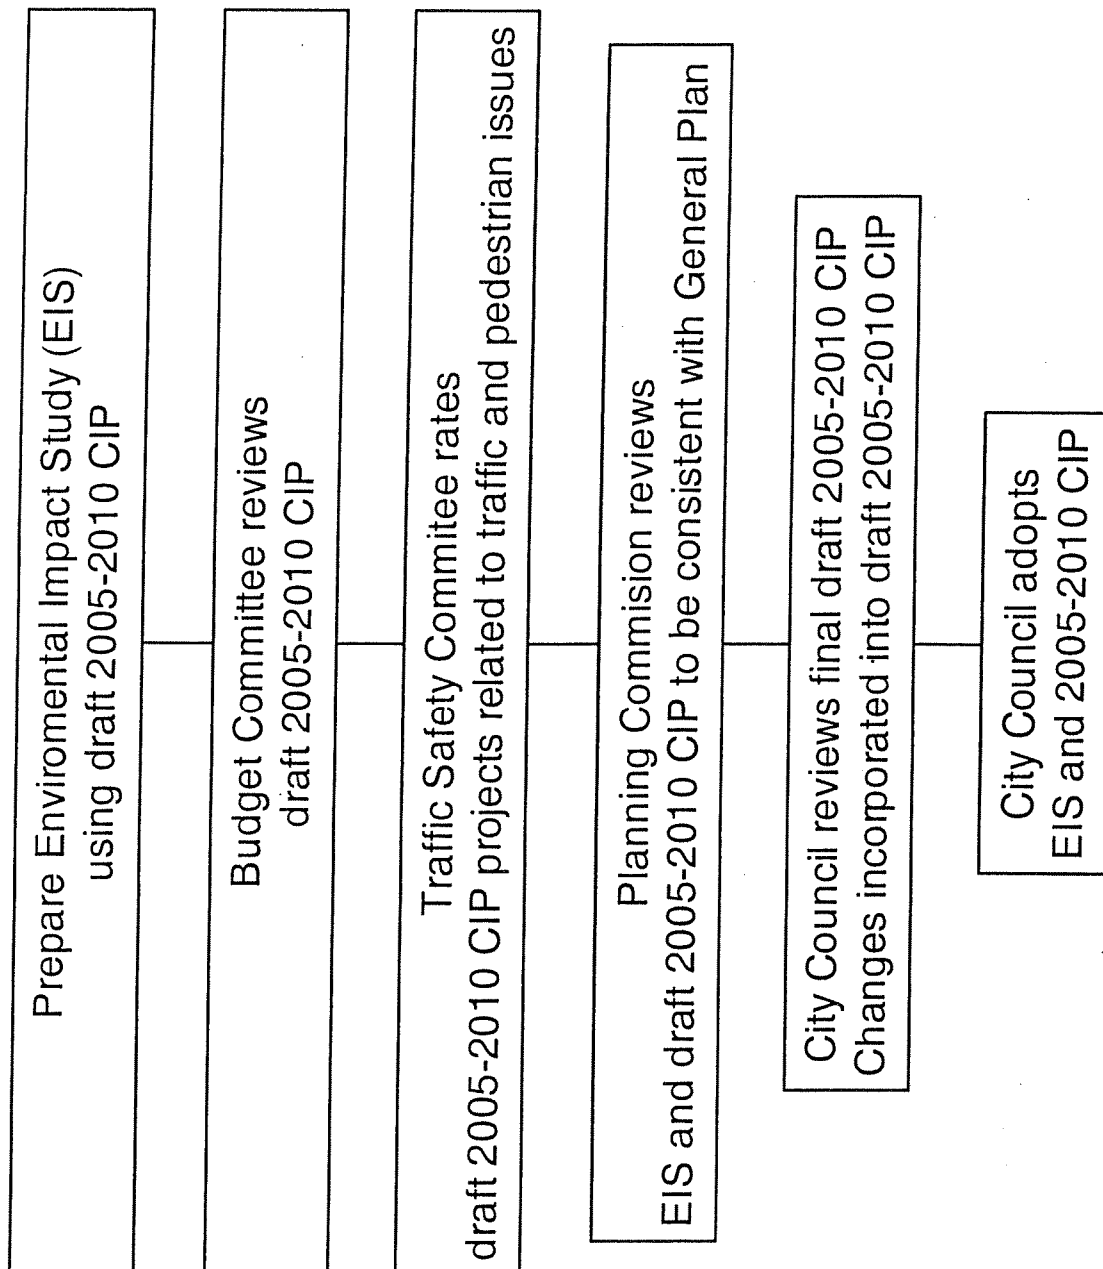 Prepare Enviromental Impact Study (EIS)
using draft 2005-2010 CIP
Budget Committee reviews
draft 2005-2010 CIP
Traffic Safety Commitee rates
draft 2005-2010 CIP projects related to traffic and pedestrian issues
Planning Commision reviews
EIS and draft 2005-2010 CIP to be consistent with General Plan
City Council reviews final draft 2005-2010 CIP
Changes incorporated into draft 2005-2010 CIP
City Council adopts
EIS and 2005-2010 CIP